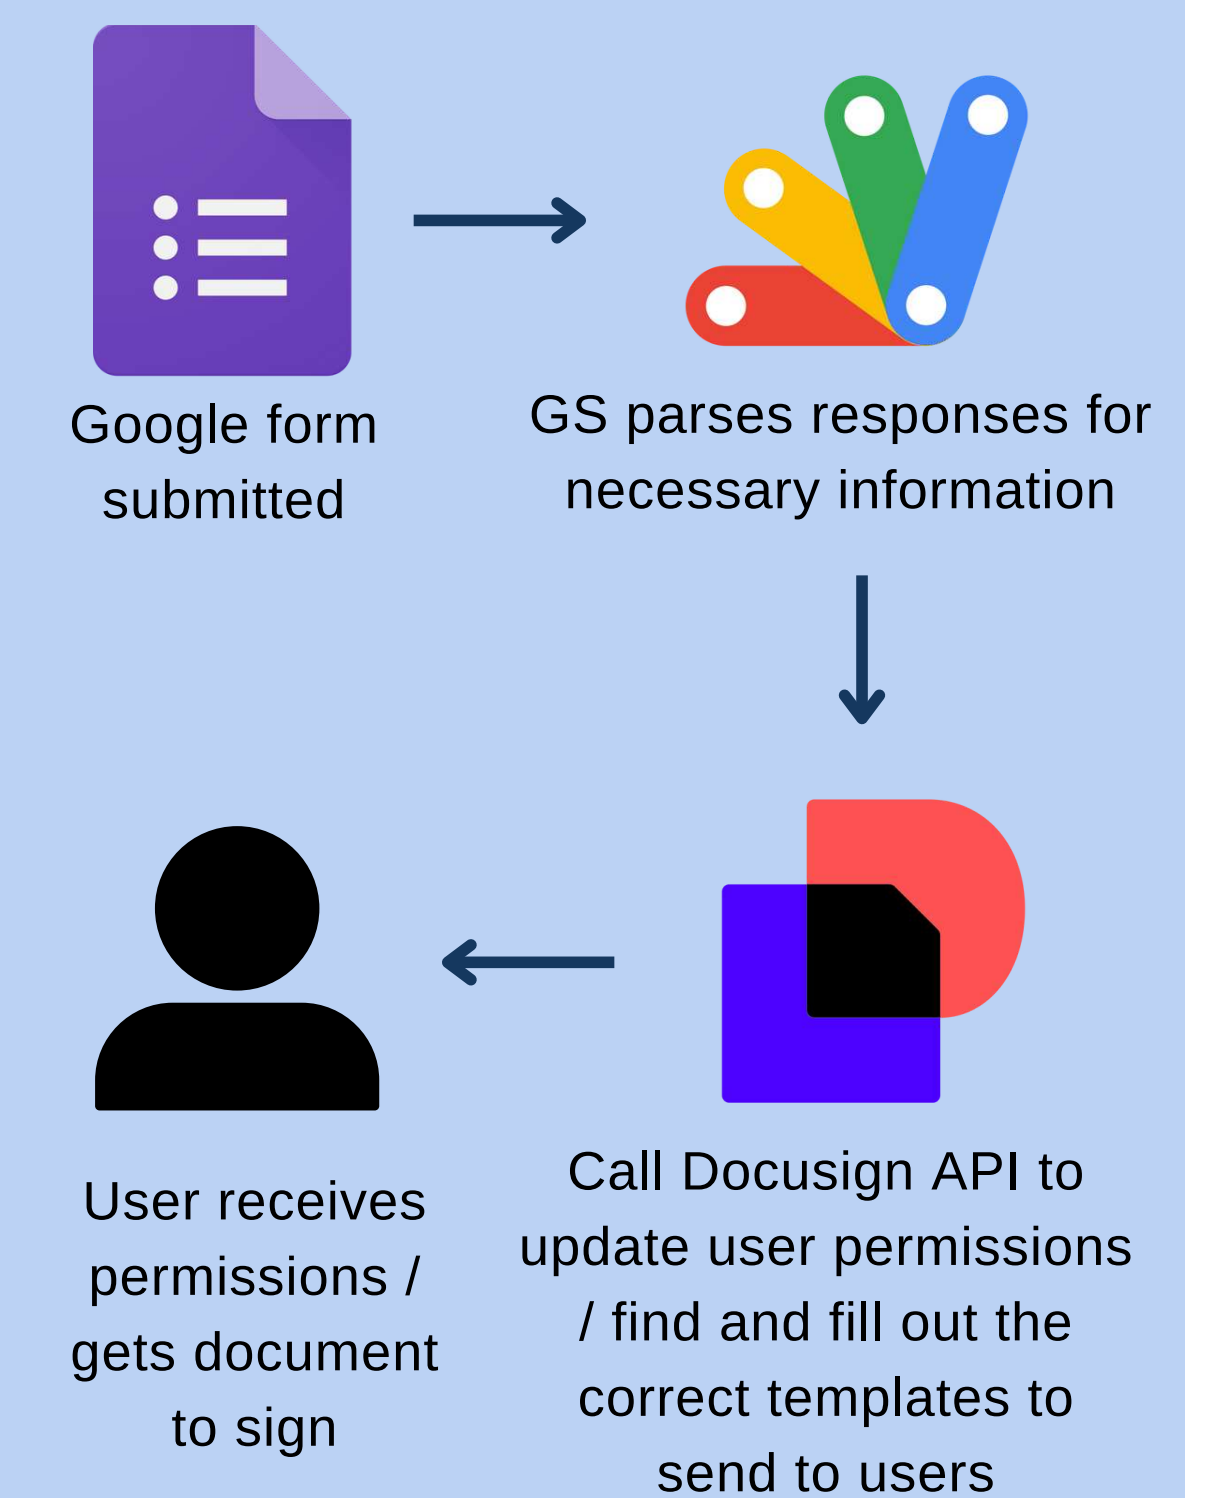 Google form
submitted
GS parses responses for
necessary information
Call Docusign API to
update user permissions
/ find and fill out the
correct templates to
send to users
User receives
permissions /
gets document
to sign